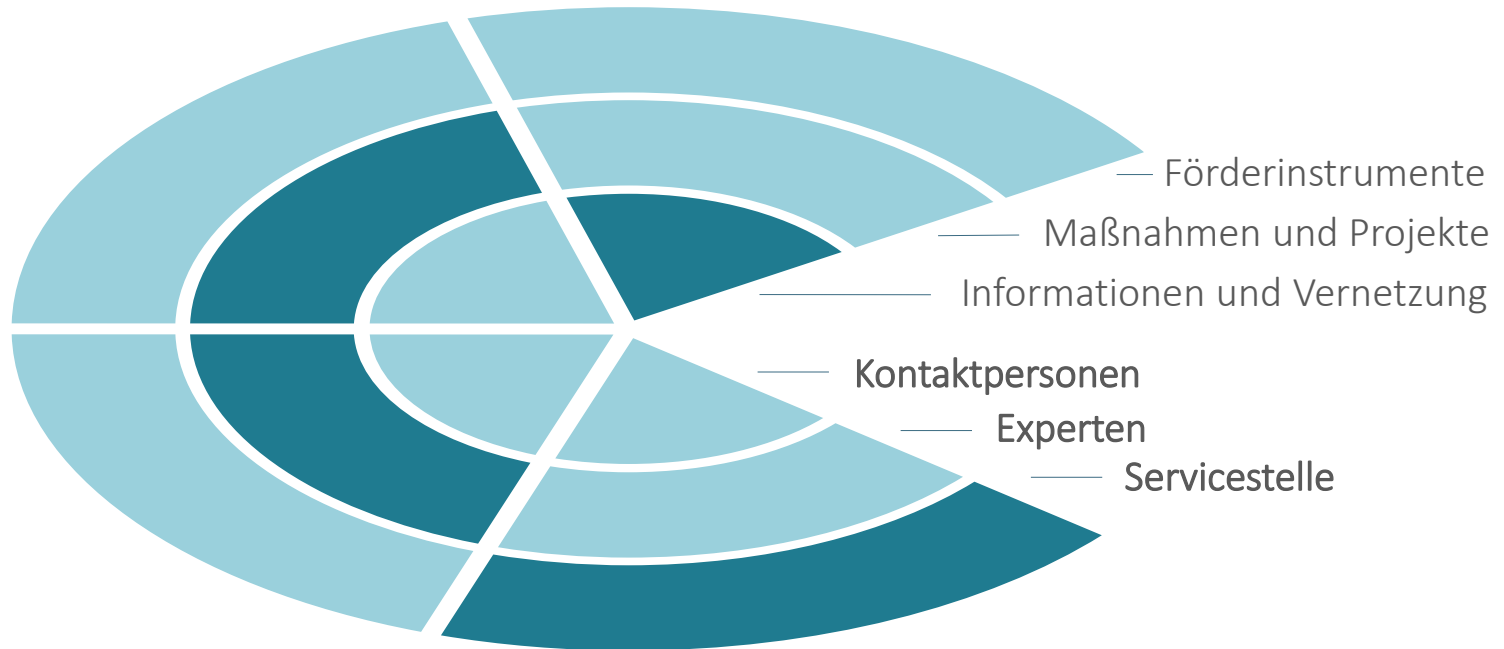 Förderinstrumente
Maßnahmen und Projekte
Informationen und Vernetzung
Kontaktpersonen
Experten
Servicestelle